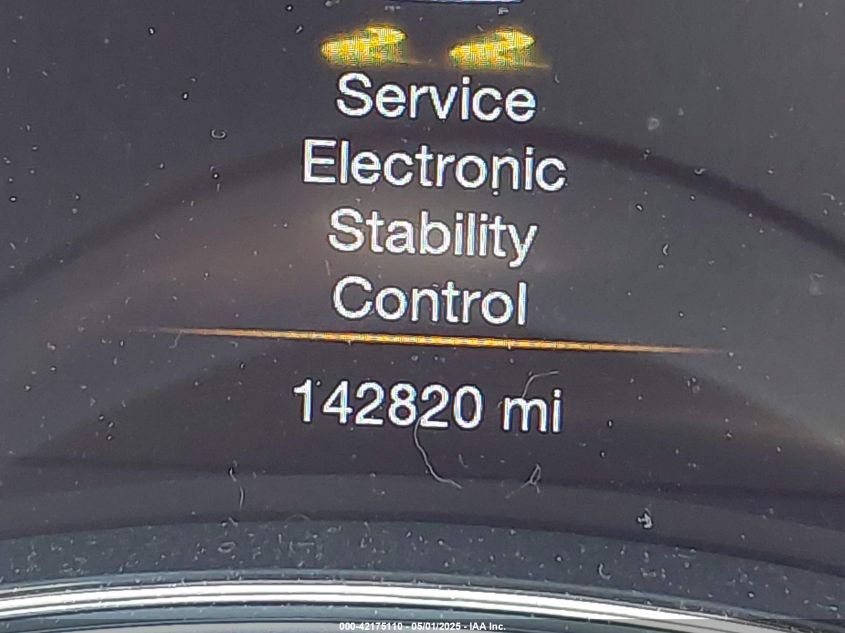 Service
Electronic
Stability
Control
142820 mi
000-42175110 - 05/01/2025 - IAA Inc.